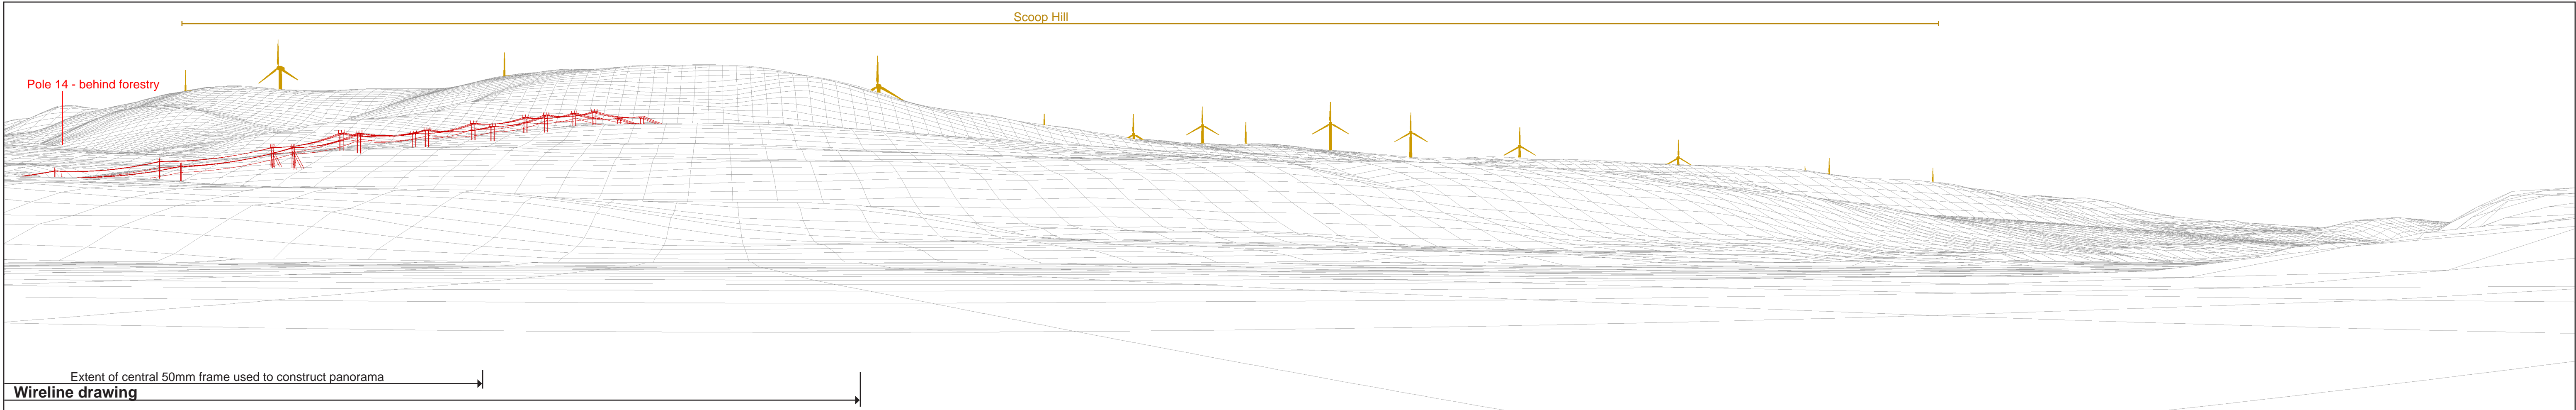 Scoop Hill
Pole 14 - behind forestry
Extent of central 50mm frame used to construct panorama
Wireline drawing